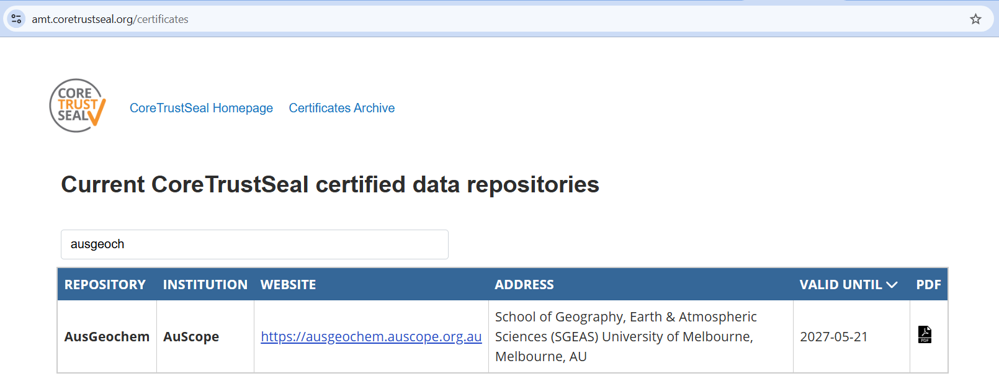 amt.coretrustseal.org/certificates
CORE
TRUST
SEAL
CoreTrustSeal Homepage Certificates Archive
Current CoreTrustSeal certified data repositories
ausgeoch
REPOSITORY INSTITUTION WEBSITE ADDRESS VALID UNTIL PDF
AusGeochem AuScope https://ausgeochem.auscope.org.au School of Geography, Earth & Atmospheric
Sciences (SGEAS) University of Melbourne,
Melbourne, AU 2027-05-21 PDF